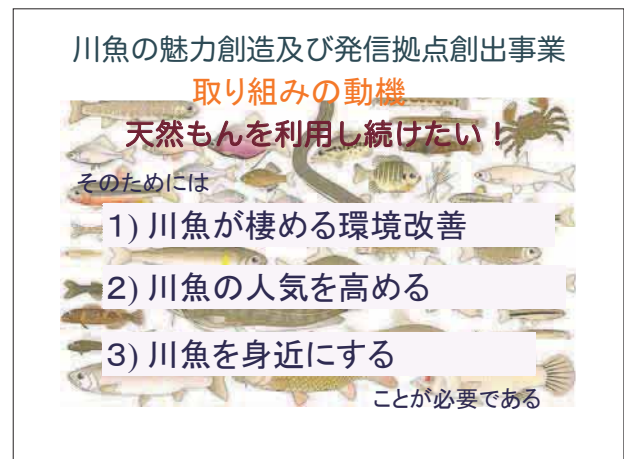 川魚の魅力創造及び発信拠点創出事業
取り組みの動機
天然もんを利用し続けたい！
そのためには
1) 川魚が棲める環境改善
2) 川魚の人気を高める
3) 川魚を身近にする
ことが必要である